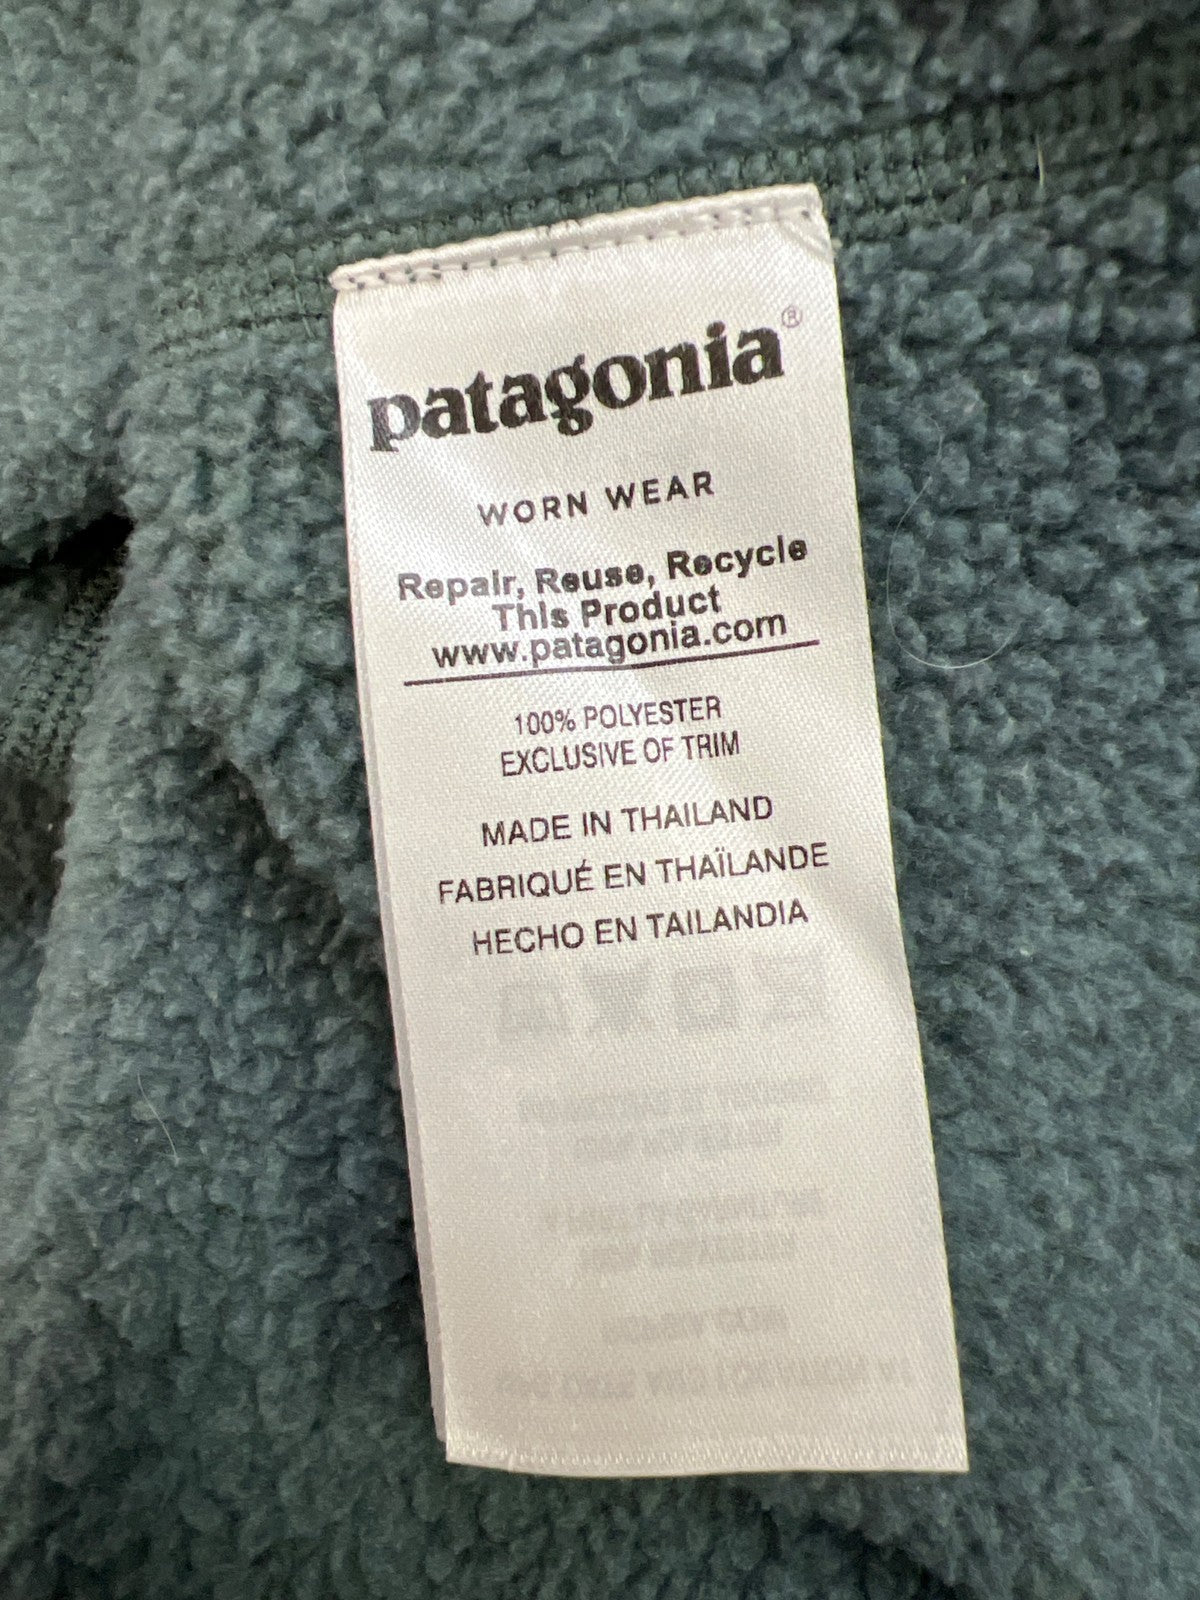 patagonia®
WORN WEAR
Repair, Reuse, Recycle
This Product
www.patagonia.com
100% POLYESTER
EXCLUSIVE OF TRIM
MADE IN THAILAND
FABRIQUÉ EN THAÏLANDE
HECHO EN TAILANDIA